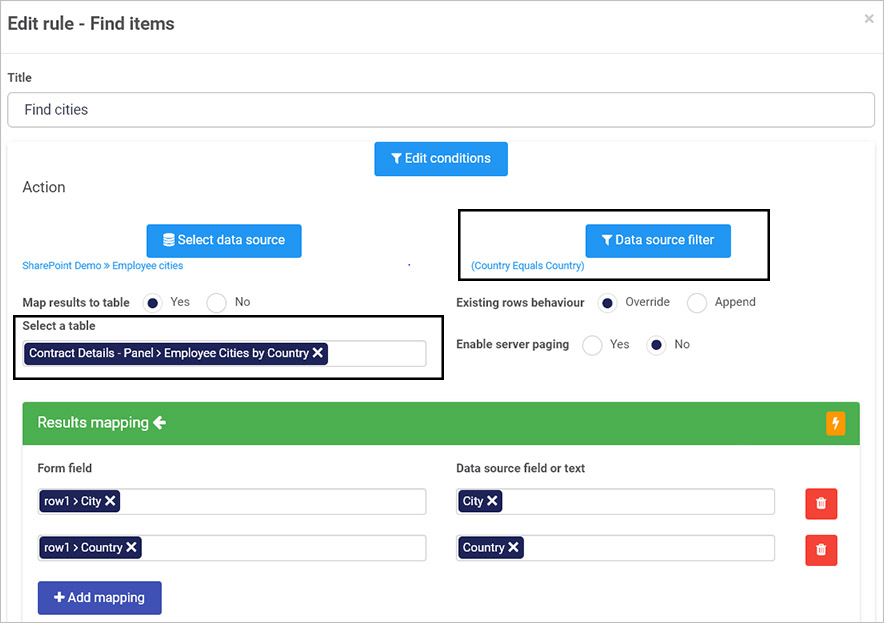 Edit rule - Find items
×
Title
Find cities
Edit conditions
Action
Select data source
Data source filter
SharePoint Demo » Employee cities
(Country Equals Country)
Map results to table Yes No
Existing rows behaviour Override Append
Select a table
Enable server paging Yes No
Contract Details - Panel > Employee Cities by Country ×
Results mapping
Form field
Data source field or text
row1 > City ×
City ×
row1 > Country ×
Country ×
+ Add mapping